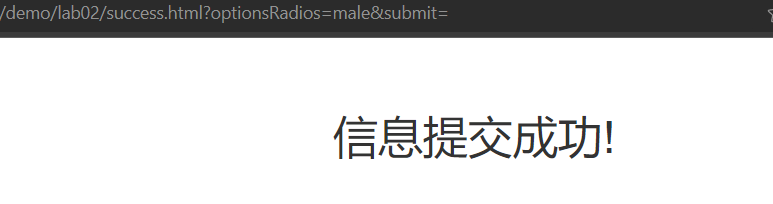 /demo/lab02/success.html?optionsRadios=male&submit=
信息提交成功!